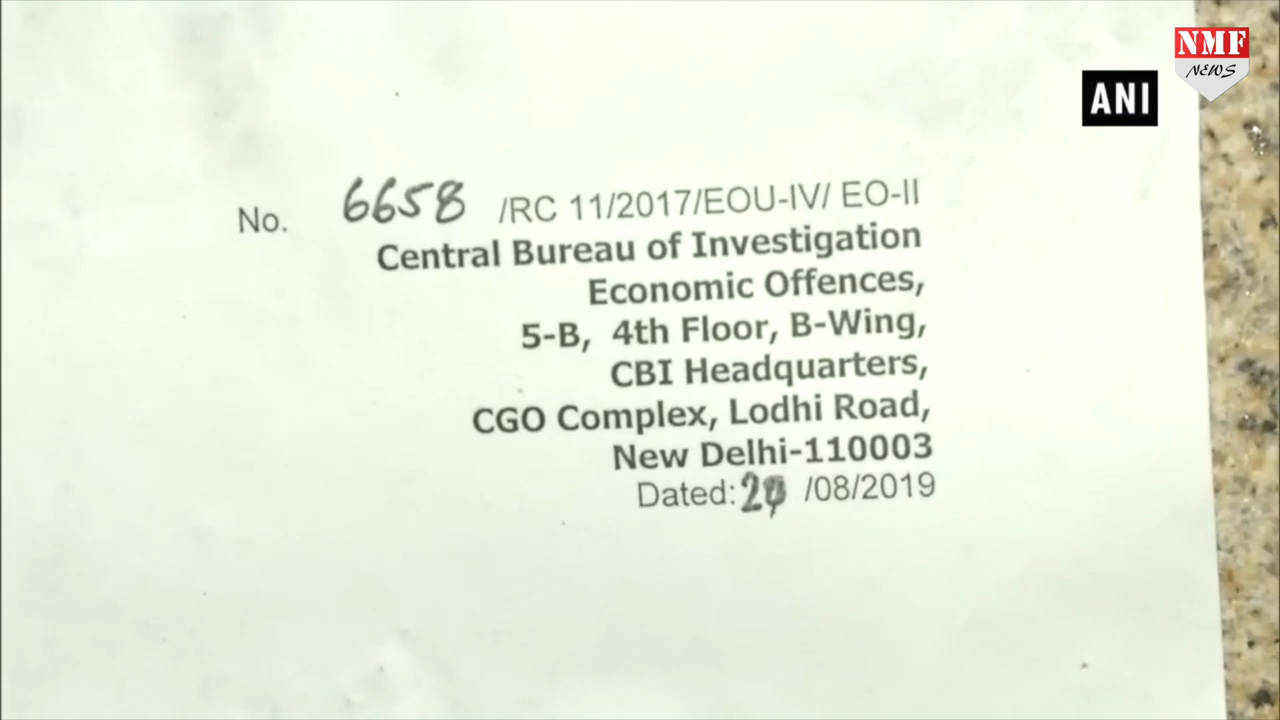 NMF
NEWS
ANI
No. 6658 /RC 11/2017/EOU-IV/ EO-II
Central Bureau of Investigation
Economic Offences,
5-B, 4th Floor, B-Wing,
CBI Headquarters,
CGO Complex, Lodhi Road,
New Delhi-110003
Dated: /08/2019